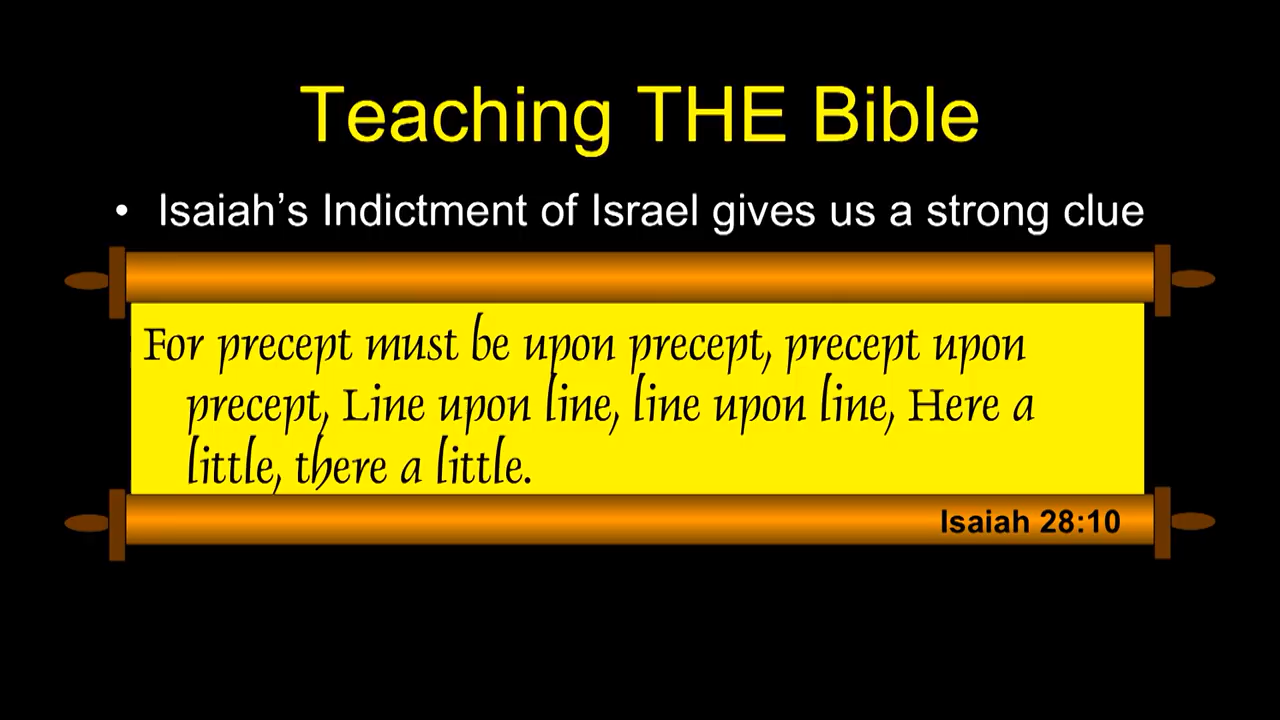 Teaching THE Bible
• Isaiah’s Indictment of Israel gives us a strong clue
For precept must be upon precept, precept upon
precept, Line upon line, line upon line, Here a
little, there a little.
Isaiah 28:10